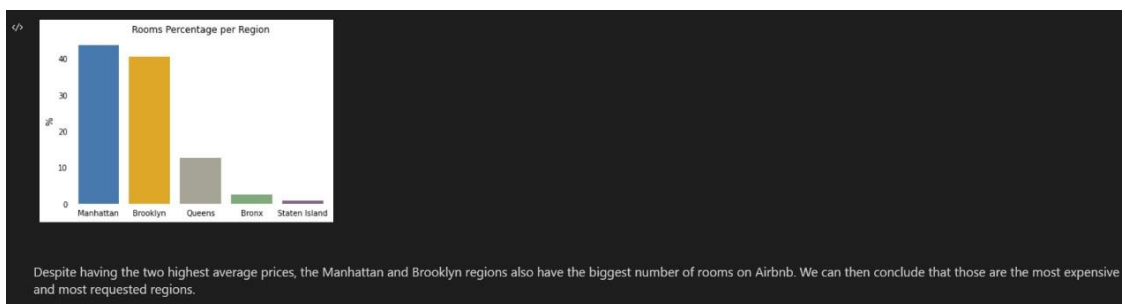 </>
Rooms Percentage per Region
40
30
%
20
10
0
Manhattan Brooklyn Queens Bronx Staten Island
Despite having the two highest average prices, the Manhattan and Brooklyn regions also have the biggest number of rooms on Airbnb. We can then conclude that those are the most expensive
and most requested regions.